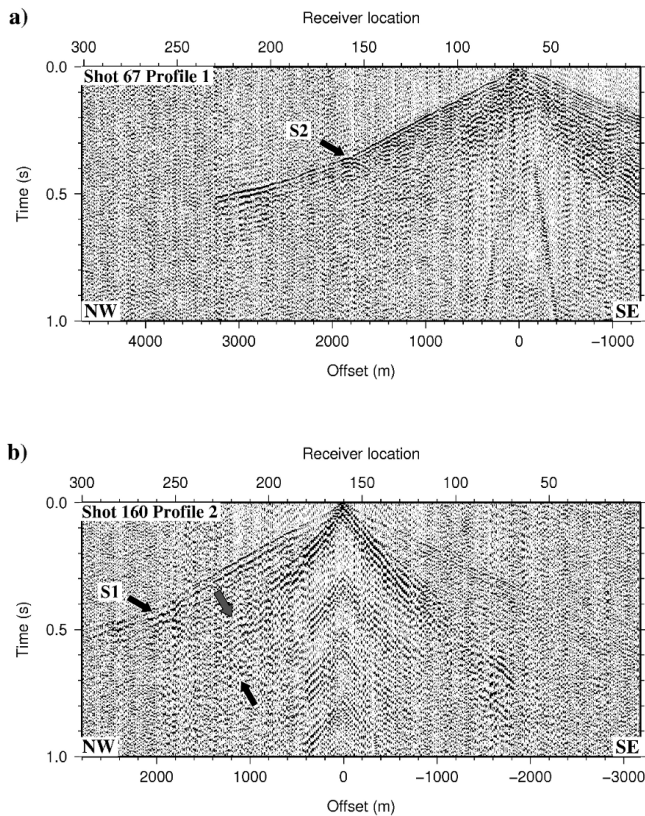 a)
Receiver location
300 250 200 150 100 50
Shot 67 Profile 1
0.0
S2
0.5
Time (s)
1.0
NW SE
4000 3000 2000 1000 0 −1000
Offset (m)
b)
Receiver location
300 250 200 150 100 50
Shot 160 Profile 2
0.0
S1
0.5
Time (s)
1.0
NW SE
2000 1000 0 −1000 −2000 −3000
Offset (m)